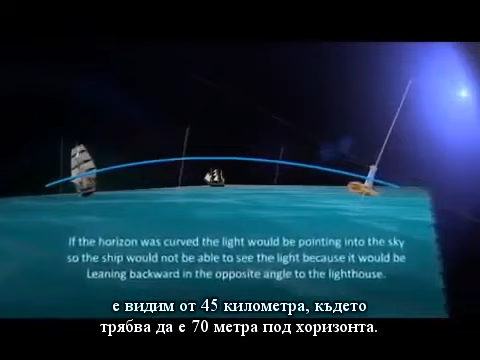 If the horizon was curved the light would be pointing into the sky
so the ship would not be able to see the light because it would be
Leaning backward in the opposite angle to the lighthouse.
е видим от 45 километра, където
трябва да е 70 метра под хоризонта.